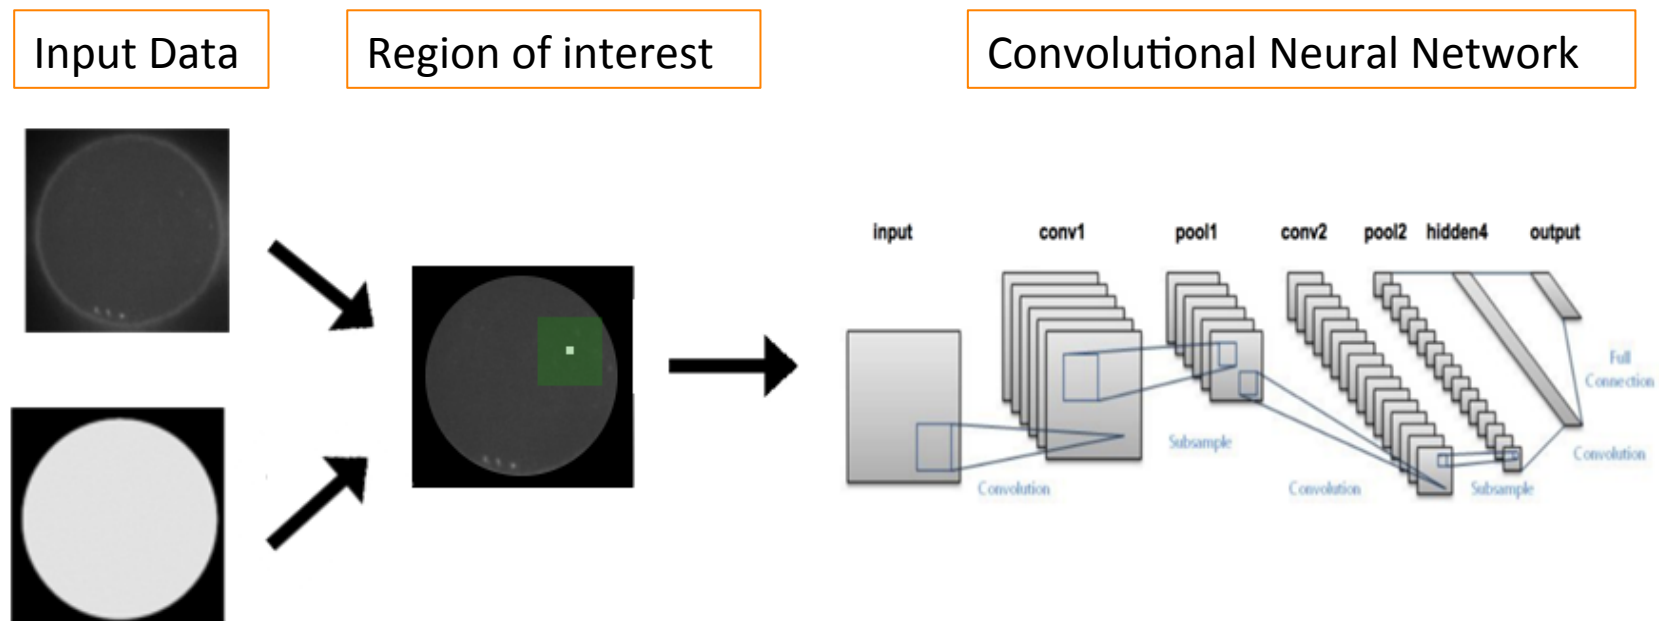 Input Data
Region of interest
Convolutional Neural Network
input conv1 pool1 conv2 pool2 hidden4 output
Full
Connection
Subsample
Convolution
Convolution
Convolution
Subsample